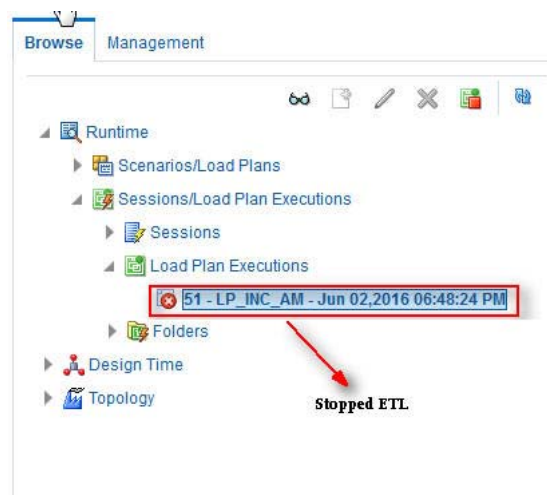 Browse Management
Runtime
Scenarios/Load Plans
Sessions/Load Plan Executions
Sessions
Load Plan Executions
51 - LP_INC_AM - Jun 02,2016 06:48:24 PM
Folders
Design Time
Topology
Stopped ETL